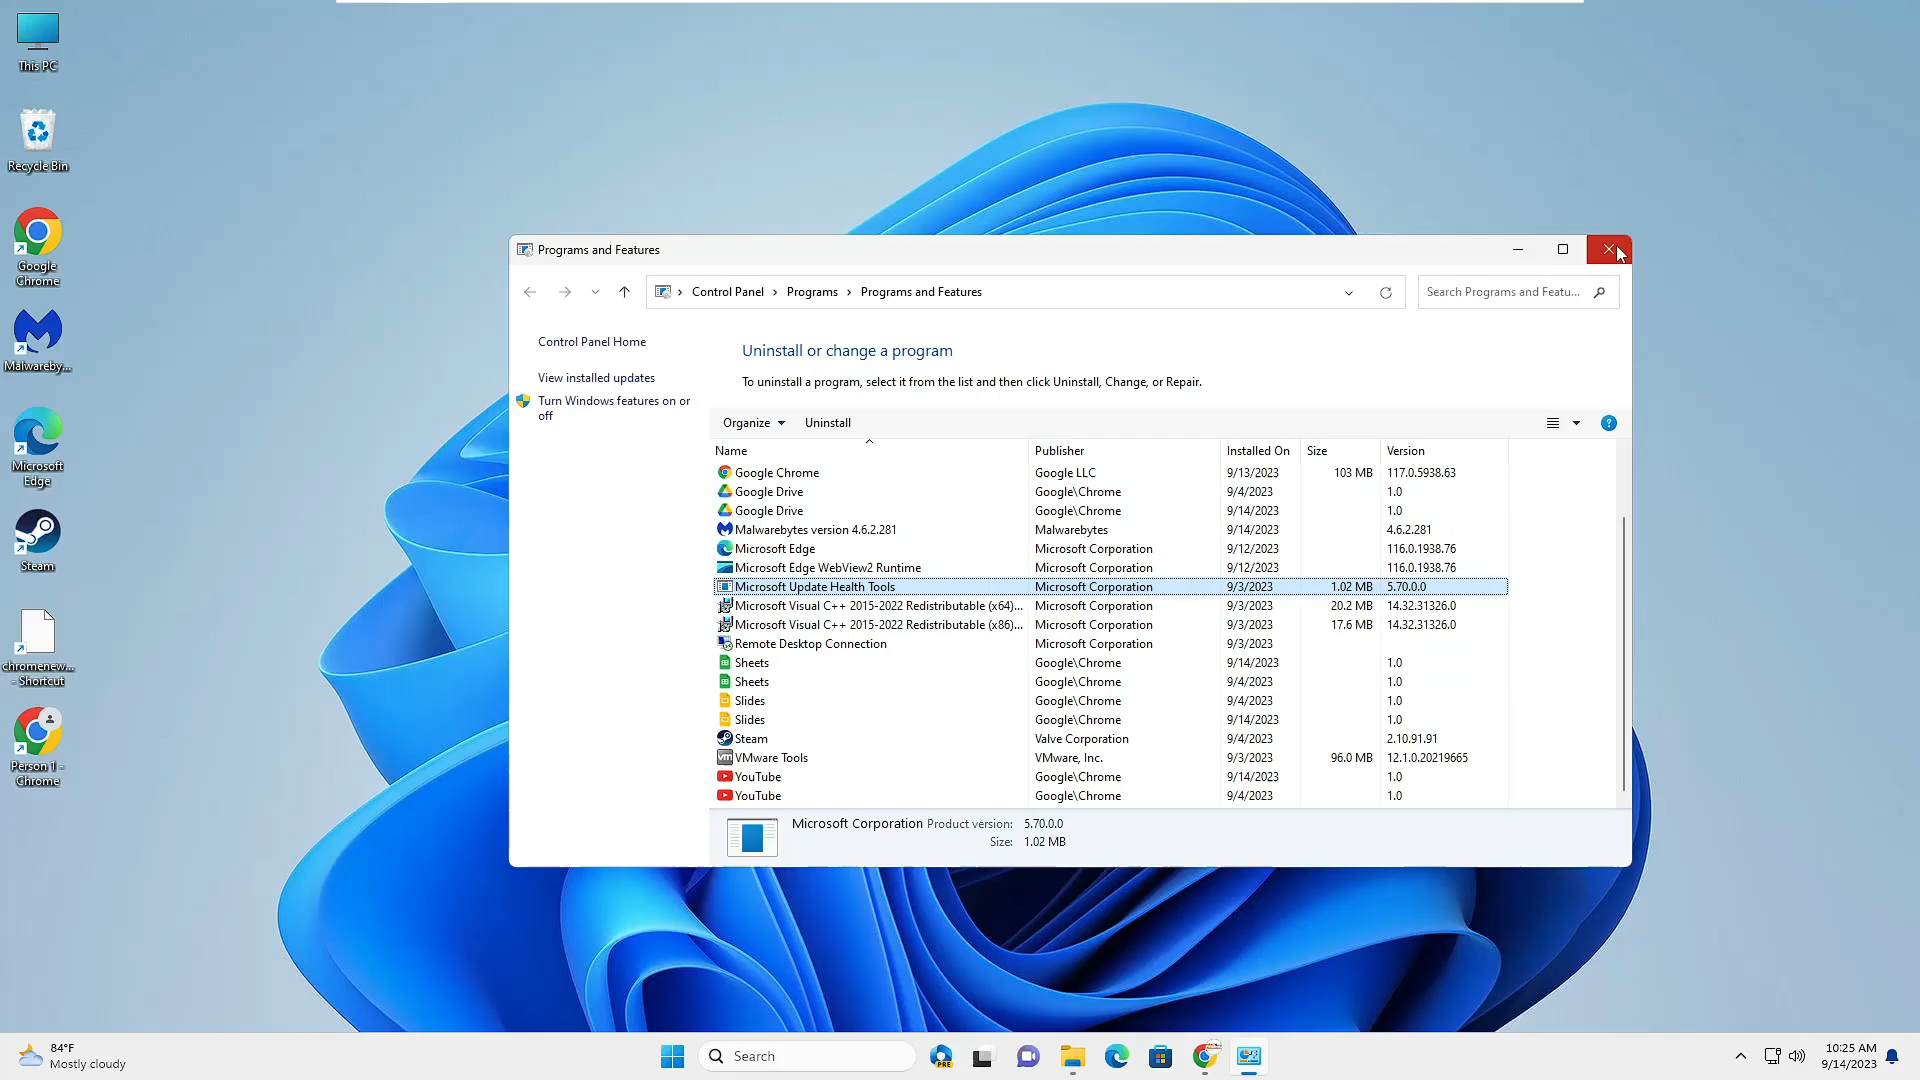 This PC
Recycle Bin
Google
Chrome
Malwareby...
Microsoft
Edge
Steam
chromenew...
- Shortcut
Person 1 -
Chrome
Programs and Features
Control Panel > Programs > Programs and Features
Search Programs and Featu...
Control Panel Home
View installed updates
Turn Windows features on or
off
Uninstall or change a program
To uninstall a program, select it from the list and then click Uninstall, Change, or Repair.
Organize Uninstall
Name Publisher Installed On Size Version
Google Chrome Google LLC 9/13/2023 103 MB 117.0.5938.63
Google Drive Google\Chrome 9/4/2023 1.0
Google Drive Google\Chrome 9/14/2023 1.0
Malwarebytes version 4.6.2.281 Malwarebytes 9/14/2023 4.6.2.281
Microsoft Edge Microsoft Corporation 9/12/2023 116.0.1938.76
Microsoft Edge WebView2 Runtime Microsoft Corporation 9/12/2023 116.0.1938.76
Microsoft Update Health Tools Microsoft Corporation 9/3/2023 1.02 MB 5.70.0.0
Microsoft Visual C++ 2015-2022 Redistributable (x64)... Microsoft Corporation 9/3/2023 20.2 MB 14.32.31326.0
Microsoft Visual C++ 2015-2022 Redistributable (x86)... Microsoft Corporation 9/3/2023 17.6 MB 14.32.31326.0
Remote Desktop Connection Microsoft Corporation 9/3/2023
Sheets Google\Chrome 9/14/2023 1.0
Sheets Google\Chrome 9/4/2023 1.0
Slides Google\Chrome 9/4/2023 1.0
Slides Google\Chrome 9/14/2023 1.0
Steam Valve Corporation 9/4/2023 2.10.91.91
vm VMware Tools VMware, Inc. 9/3/2023 96.0 MB 12.1.0.20219665
YouTube Google\Chrome 9/14/2023 1.0
YouTube Google\Chrome 9/4/2023 1.0
Microsoft Corporation Product version: 5.70.0.0
Size: 1.02 MB
84°F
Mostly cloudy
Search
PRE
10:25 AM
9/14/2023